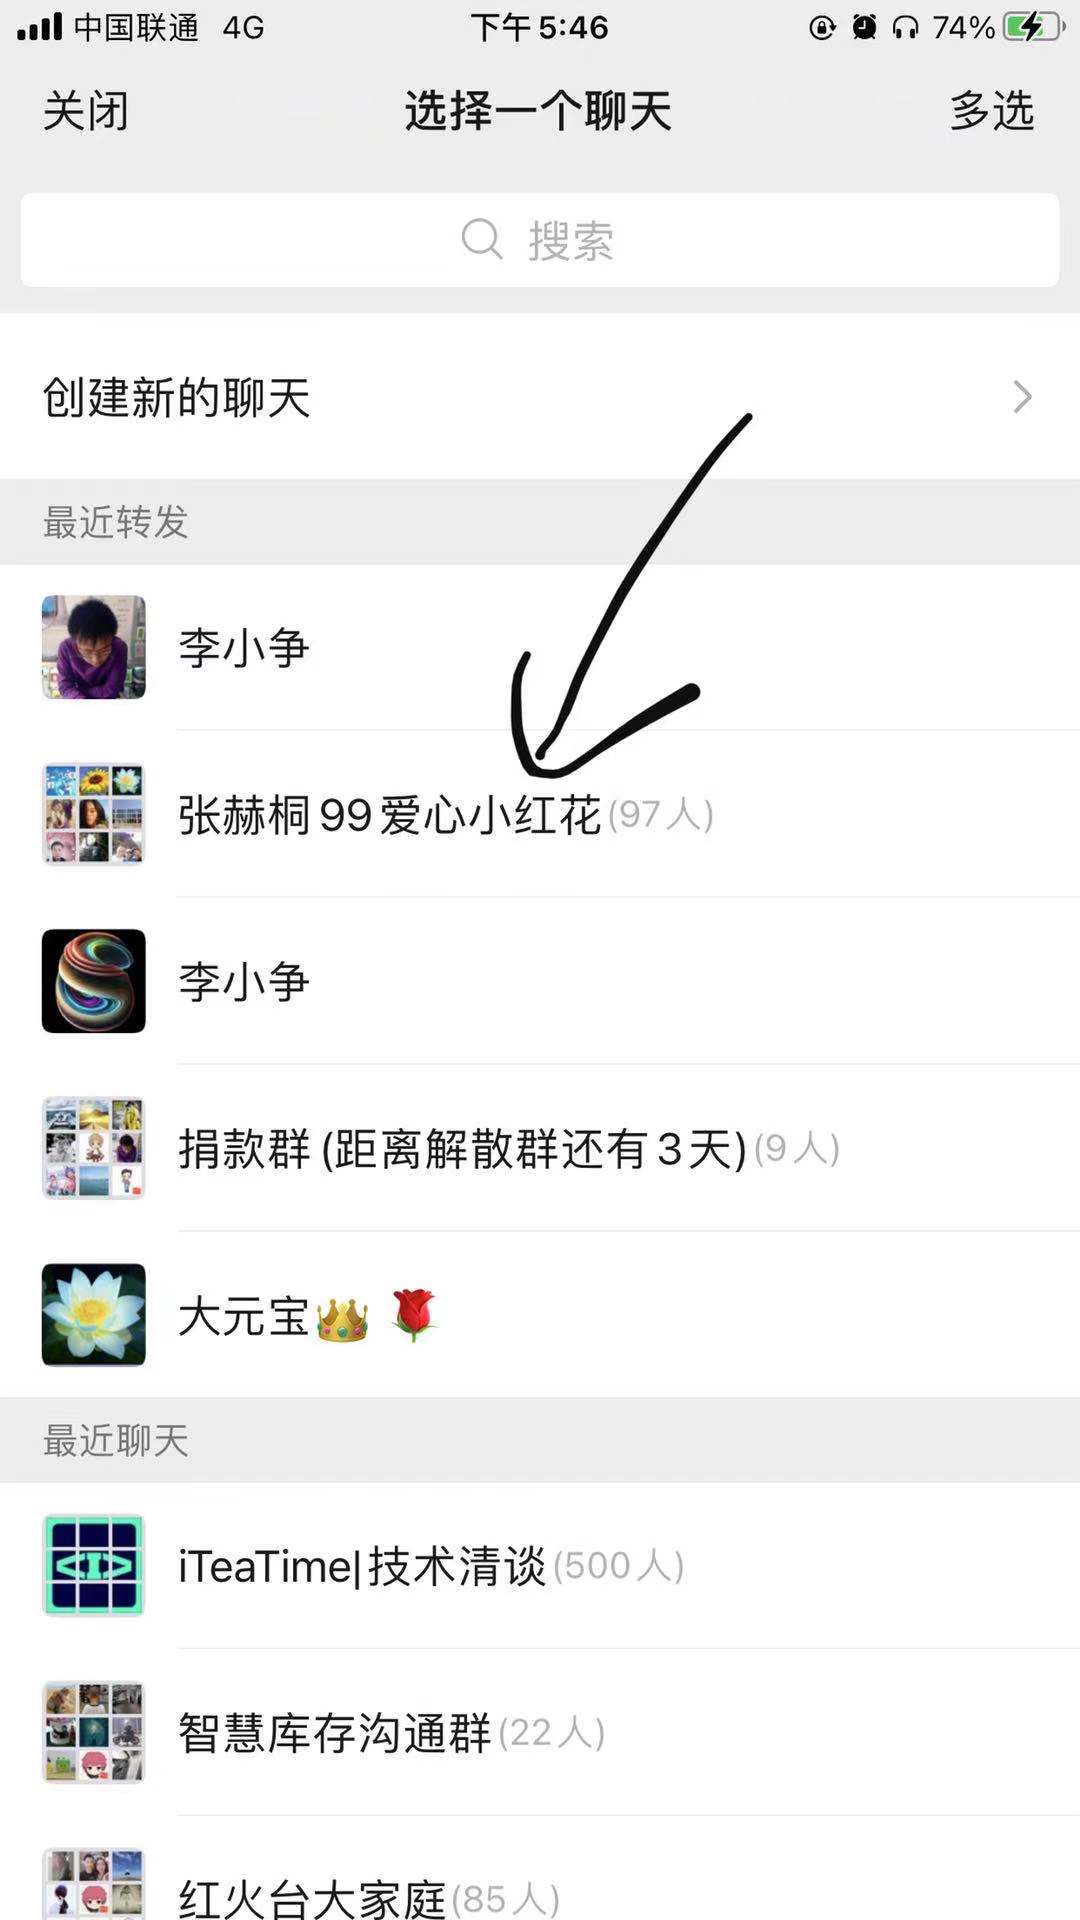 中国联通 4G 下午5:46 74%
关闭 选择一个聊天 多选
搜索
创建新的聊天
最近转发
李小争
张赫桐99爱心小红花(97人)
李小争
捐款群(距离解散群还有3天)(9人)
大元宝👑 🌹
最近聊天
iTeaTime|技术清谈(500人)
智慧库存沟通群(22人)
红火台大家庭(85人)